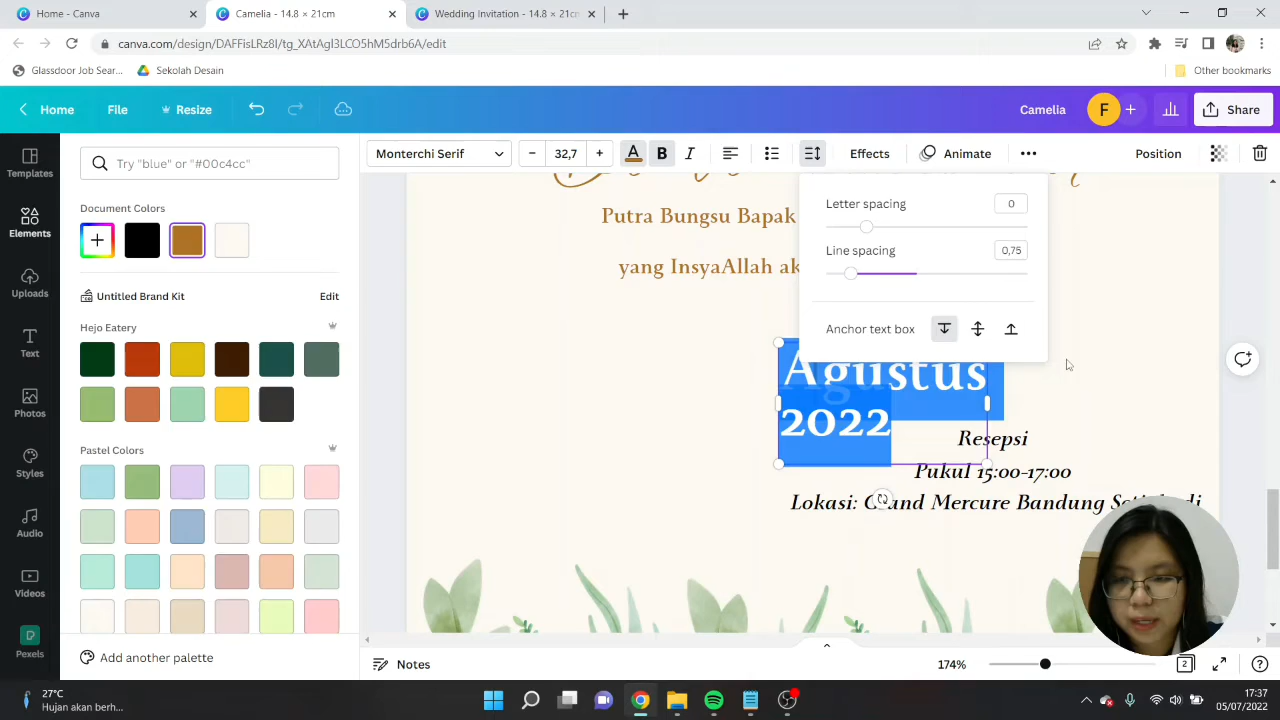 Home - Canva
Camelia - 14.8 × 21cm
Wedding Invitation - 14.8 × 21cm
canva.com/design/DAFFisLRz8I/tg_XAtAgI3LCO5hM5drb6A/edit
Glassdoor Job Sear...
Sekolah Desain
Other bookmarks
Home
File
Resize
Camelia
F
Share
Templates
Elements
Uploads
Text
Photos
Styles
Audio
Videos
Pexels
Try "blue" or "#00c4cc"
Document Colors
Untitled Brand Kit
Edit
Hejo Eatery
Pastel Colors
Add another palette
Monterchi Serif
32,7
A
B
I
Effects
Animate
Position
Letter spacing
0
Line spacing
0,75
Anchor text box
Putra Bungsu Bapak
yang InsyaAllah ak
Agustus
2022
Resepsi
Pukul 15:00-17:00
Lokasi: Grand Mercure Bandung
Notes
174%
2
27°C
Hujan akan berh...
17:37
05/07/2022